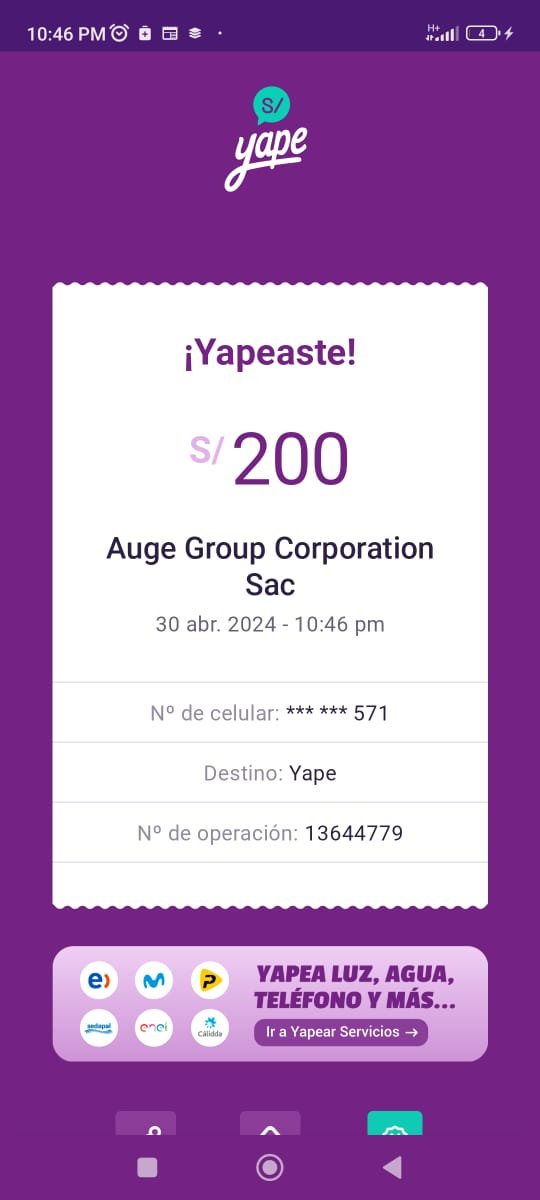 10:46 PM
H+
4
S/
yape
¡Yapeaste!
S/ 200
Auge Group Corporation
Sac
30 abr. 2024 - 10:46 pm
Nº de celular: *** *** 571
Destino: Yape
Nº de operación: 13644779
e)
P
YAPEA LUZ, AGUA,
TELÉFONO Y MÁS...
sedapal
enel
Cálidda
Ir a Yapear Servicios →